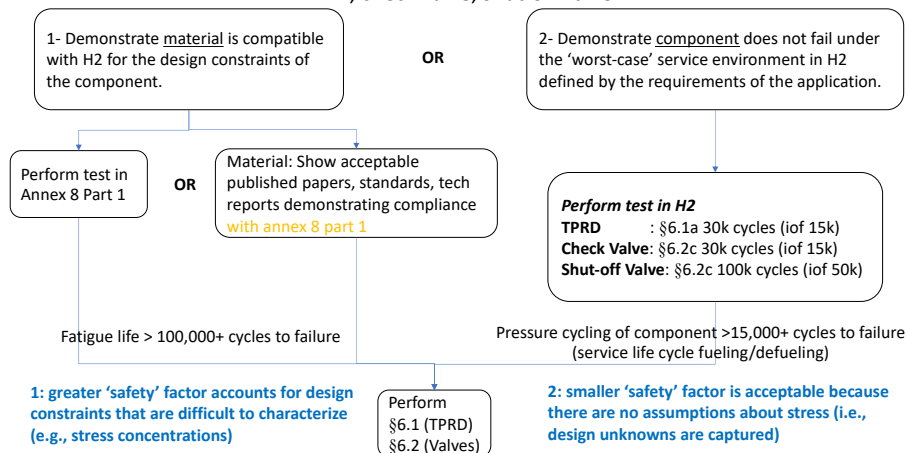 1- Demonstrate material is compatible
with H2 for the design constraints of
the component.
OR
2- Demonstrate component does not fail under
the ‘worst-case’ service environment in H2
defined by the requirements of the application.
Perform test in
Annex 8 Part 1
OR
Material: Show acceptable
published papers, standards, tech
reports demonstrating compliance
with annex 8 part 1
Perform test in H2
TPRD : §6.1a 30k cycles (iof 15k)
Check Valve: §6.2c 30k cycles (iof 15k)
Shut-off Valve: §6.2c 100k cycles (iof 50k)
Fatigue life > 100,000+ cycles to failure
Pressure cycling of component >15,000+ cycles to failure
(service life cycle fueling/defueling)
1: greater ‘safety’ factor accounts for design
constraints that are difficult to characterize
(e.g., stress concentrations)
Perform
§6.1 (TPRD)
§6.2 (Valves)
2: smaller ‘safety’ factor is acceptable because
there are no assumptions about stress (i.e.,
design unknowns are captured)